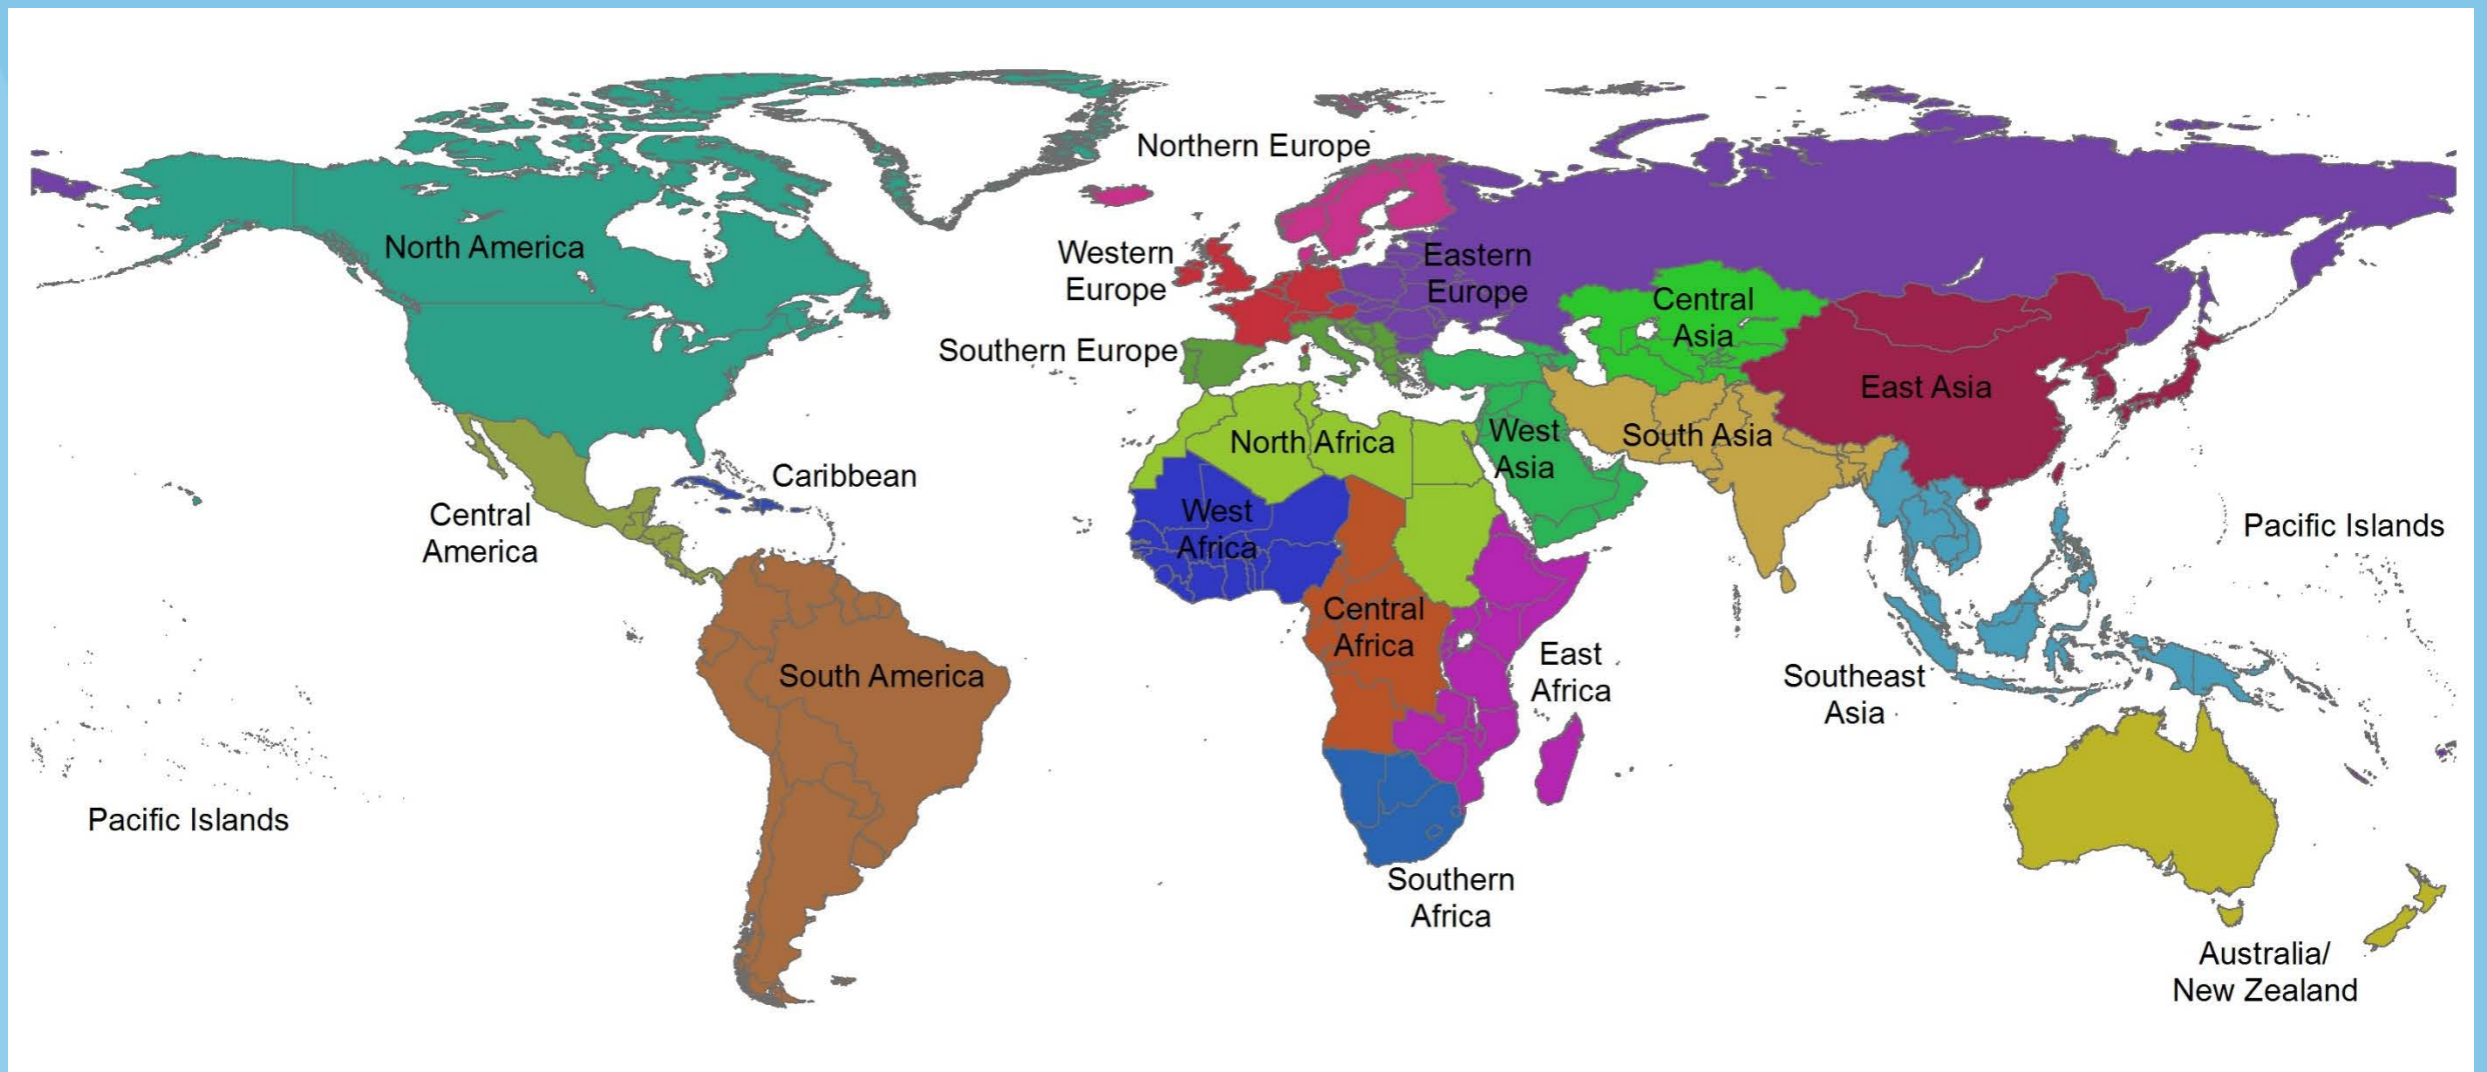 Northern Europe
North America
Western
Europe
Eastern
Europe
Central
Asia
Southern Europe
East Asia
North Africa
West
Asia
South Asia
Caribbean
Central
America
West
Africa
Pacific Islands
Central
Africa
East
Africa
South America
Southeast
Asia
Pacific Islands
Southern
Africa
Australia/
New Zealand